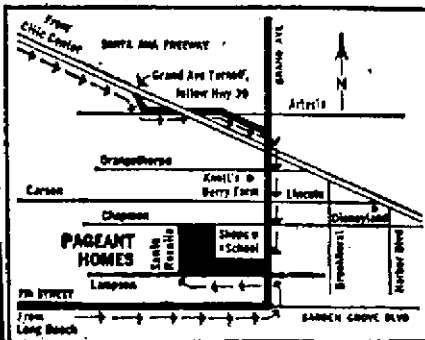 From
Civic Center
SANTA ANA FREEWAY
GRAND AVE
Grand Ave Turnoff,
follow Hwy 39
N
Artesia
Orangethorpe
Knott's
Berry Farm
Carson
Lincoln
Chapman
Disneyland
PAGEANT
HOMES
Santa
Rosalia
Shops
School
Brookhurst
Harbor Blvd
Lampson
7th STREET
From
Long Beach
GARDEN GROVE BLVD